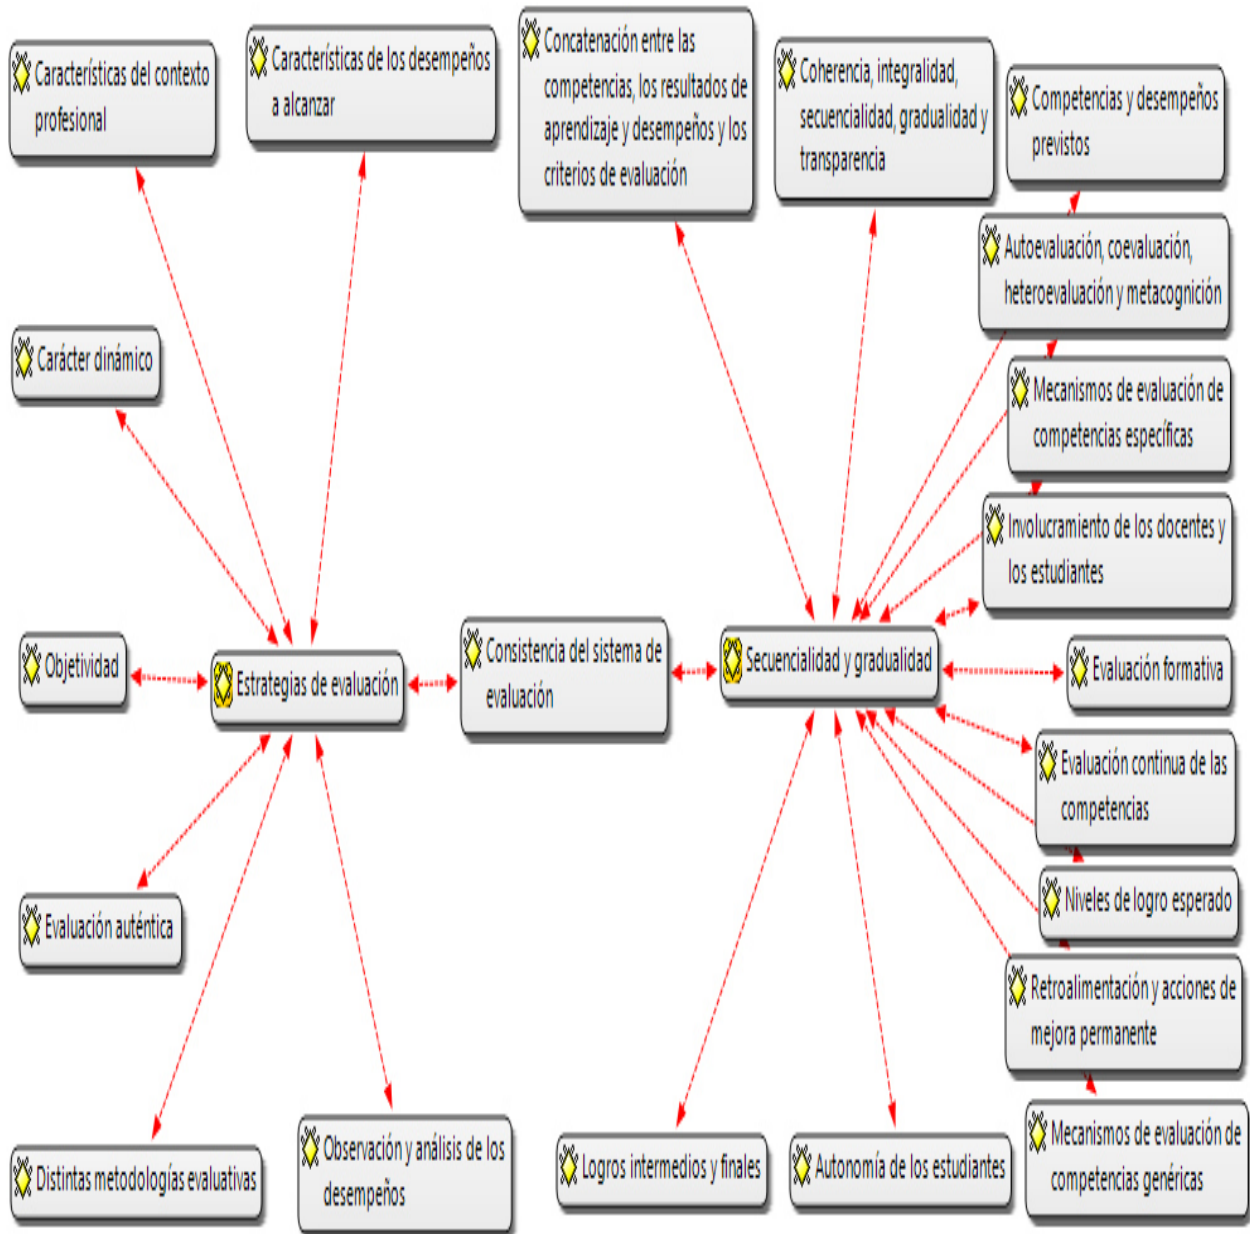 Características del contexto
profesional
Características de los desempeños
a alcanzar
Concatenación entre las
competencias, los resultados de
aprendizaje y desempeños y los
criterios de evaluación
Coherencia, integralidad,
secuencialidad, gradualidad y
transparencia
Competencias y desempeños
previstos
Autoevaluación, coevaluación,
heteroevaluación y metacognición
Carácter dinámico
Mecanismos de evaluación de
competencias específicas
Involucramiento de los docentes y
los estudiantes
Objetividad
Estrategias de evaluación
Consistencia del sistema de
evaluación
Secuencialidad y gradualidad
Evaluación formativa
Evaluación continua de las
competencias
Niveles de logro esperado
Evaluación auténtica
Retroalimentación y acciones de
mejora permanente
Distintas metodologías evaluativas
Observación y análisis de los
desempeños
Logros intermedios y finales
Autonomía de los estudiantes
Mecanismos de evaluación de
competencias genéricas